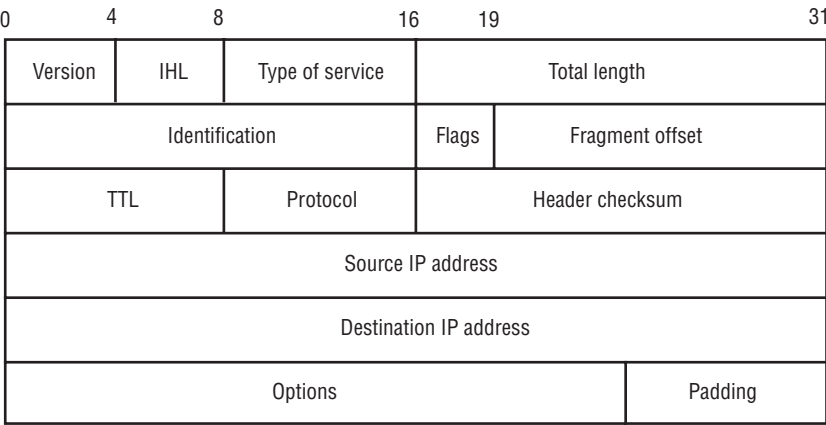 0 4 8 16 19 31
Version IHL Type of service Total length
Identification Flags Fragment offset
TTL Protocol Header checksum
Source IP address
Destination IP address
Options Padding